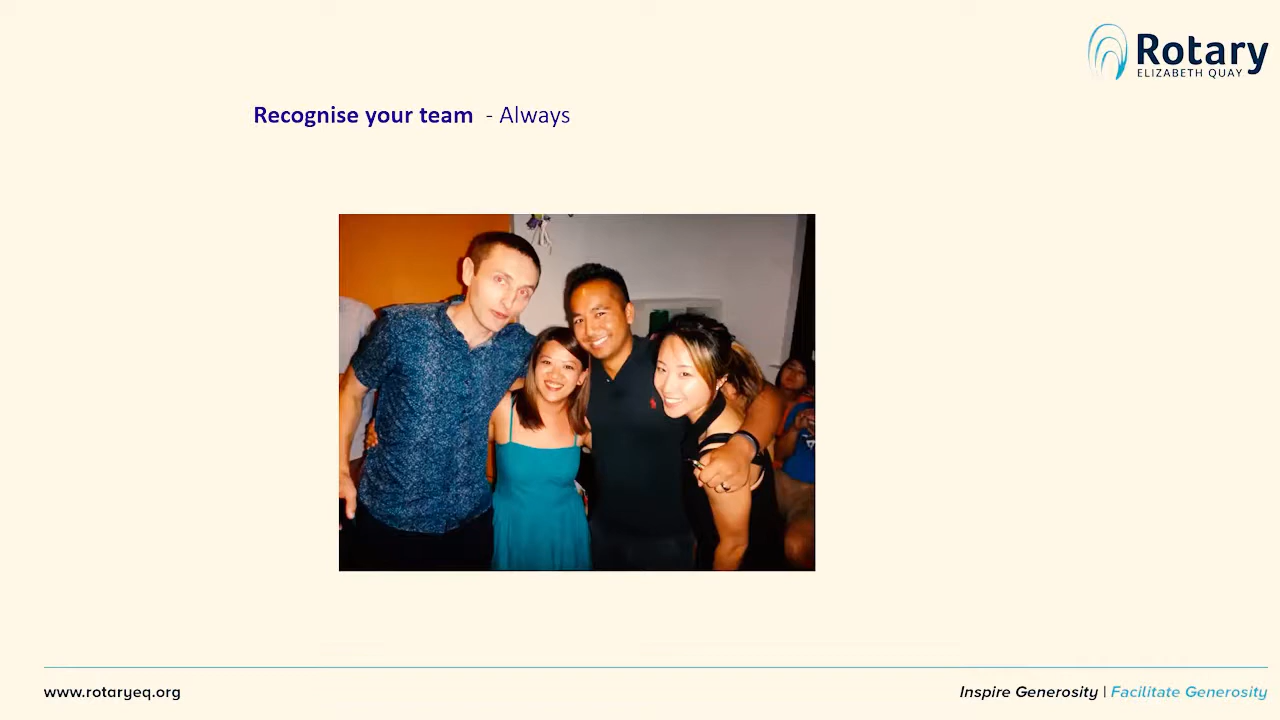 Rotary
ELIZABETH QUAY
Recognise your team - Always
www.rotaryeq.org
Inspire Generosity | Facilitate Generosity